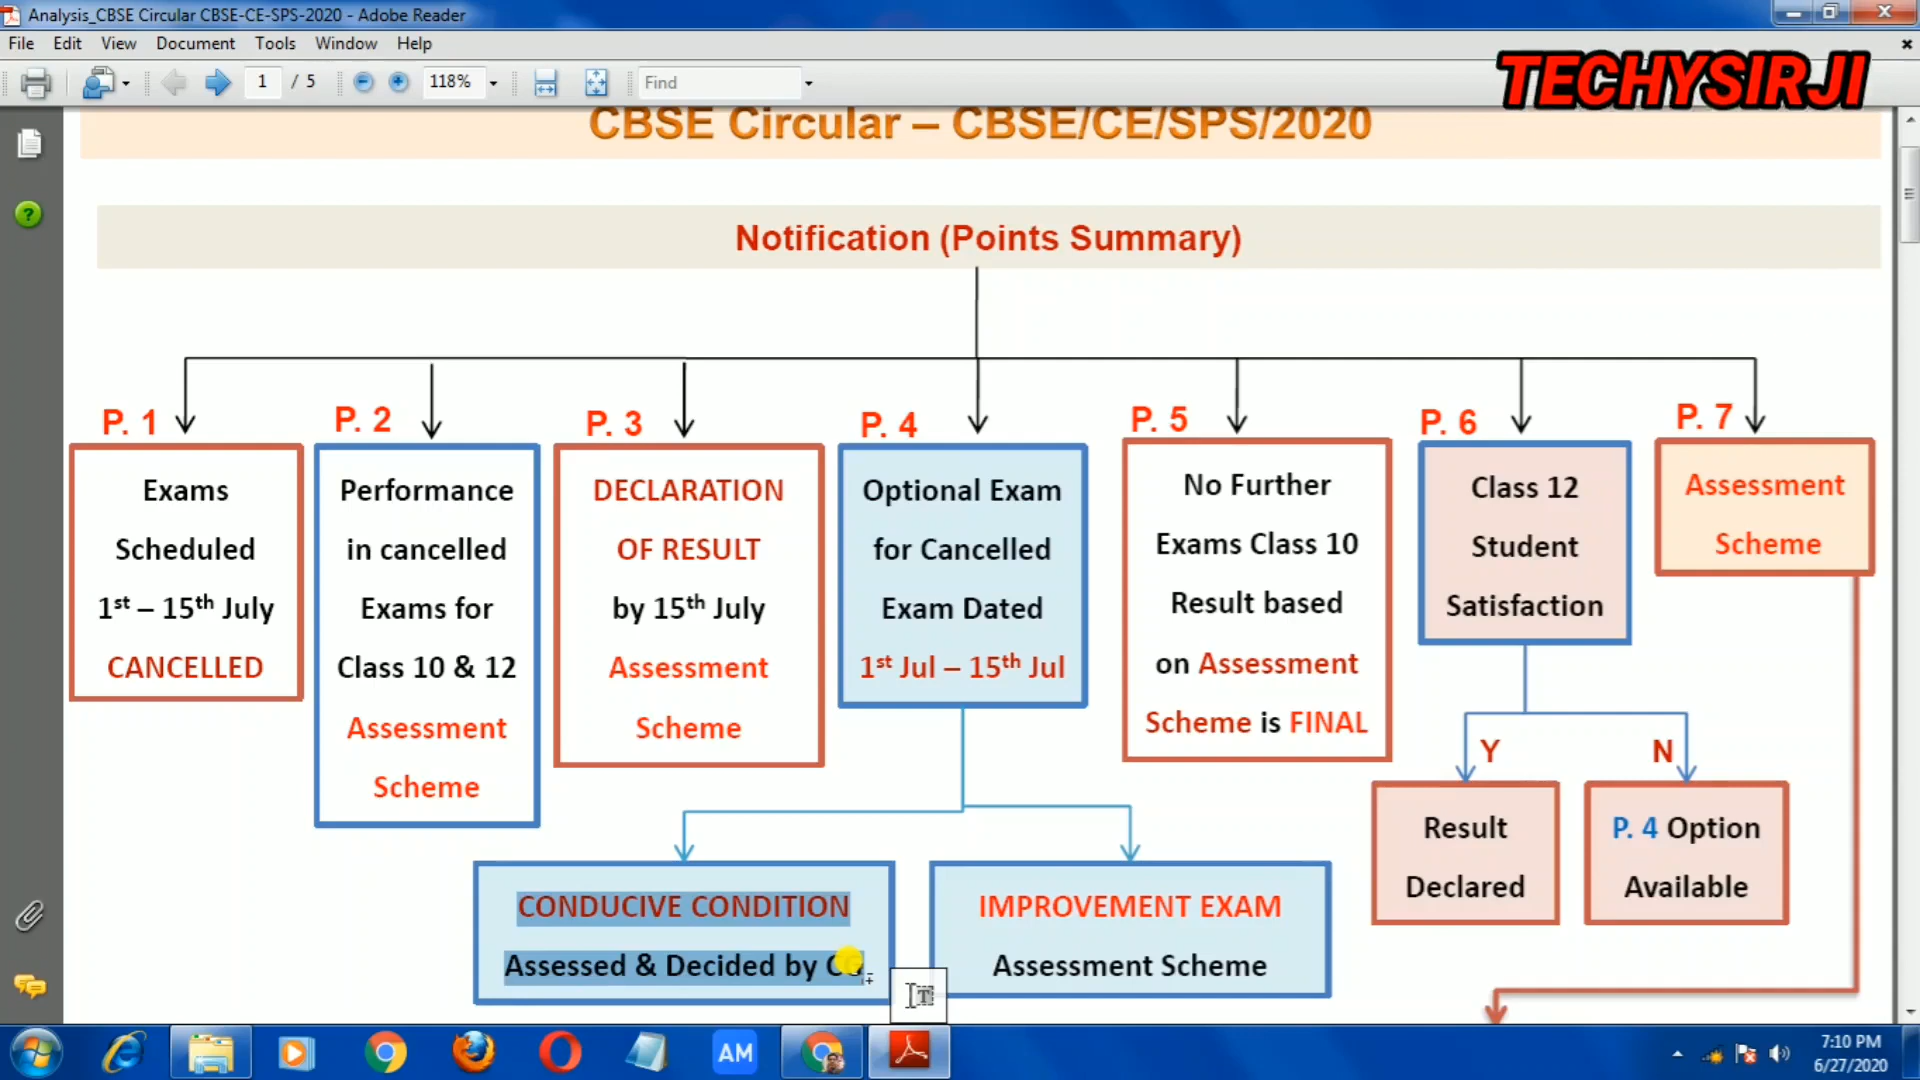 Analysis_CBSE Circular CBSE-CE-SPS-2020 - Adobe Reader
File Edit View Document Tools Window Help
1 / 5 118% Find
TECHYSIRJI
CBSE Circular – CBSE/CE/SPS/2020
Notification (Points Summary)
P. 1
Exams
Scheduled
1st – 15th July
CANCELLED
P. 2
Performance
in cancelled
Exams for
Class 10 & 12
Assessment
Scheme
P. 3
DECLARATION
OF RESULT
by 15th July
Assessment
Scheme
P. 4
Optional Exam
for Cancelled
Exam Dated
1st Jul – 15th Jul
CONDUCIVE CONDITION
Assessed & Decided by CG
IMPROVEMENT EXAM
Assessment Scheme
P. 5
No Further
Exams Class 10
Result based
on Assessment
Scheme is FINAL
P. 6
Class 12
Student
Satisfaction
Y
Result
Declared
N
P. 4 Option
Available
P. 7
Assessment
Scheme
AM
7:10 PM
6/27/2020